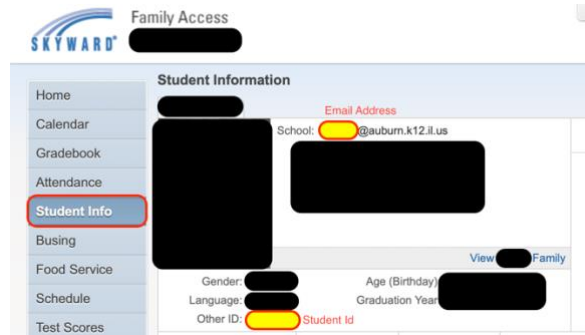 Family Access
SKYWARD®
Student Information
Home
Email Address
Calendar
School: @auburn.k12.il.us
Gradebook
Attendance
Student Info
Busing
View Family
Food Service
Gender: Age (Birthday)
Schedule
Language: Graduation Year
Other ID: Student Id
Test Scores